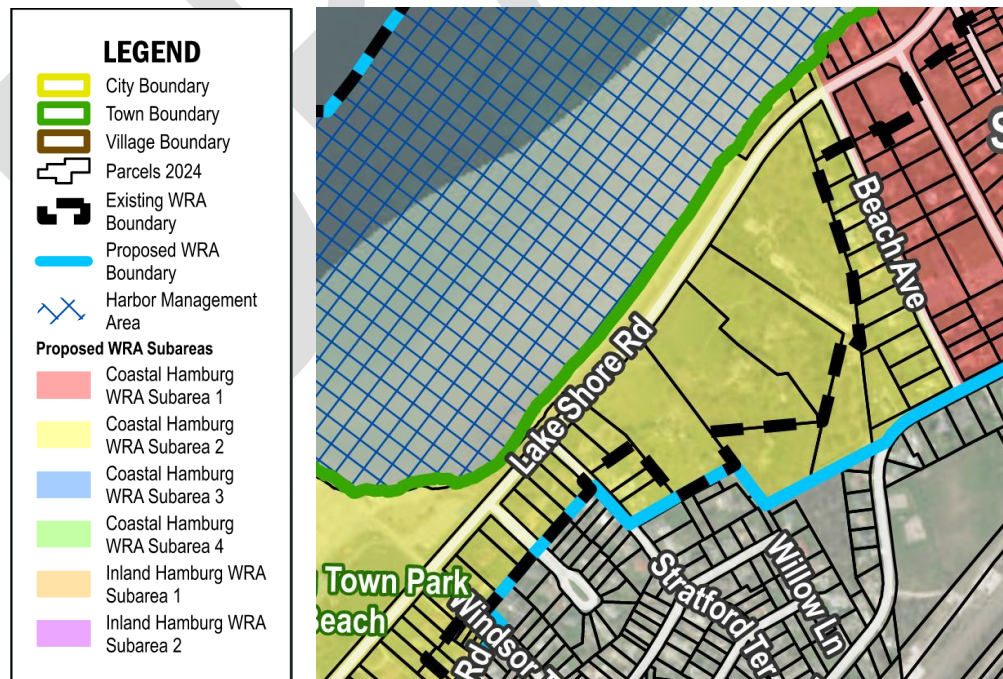 LEGEND
City Boundary
Town Boundary
Village Boundary
Parcels 2024
Existing WRA
Boundary
Proposed WRA
Boundary
Harbor Management
Area
Proposed WRA Subareas
Coastal Hamburg
WRA Subarea 1
Coastal Hamburg
WRA Subarea 2
Coastal Hamburg
WRA Subarea 3
Coastal Hamburg
WRA Subarea 4
Inland Hamburg WRA
Subarea 1
Inland Hamburg WRA
Subarea 2
S
Beach Ave
Lake Shore Rd
Town Park
Beach
Windsor T
Rd
Stratford Ter
Willow Ln